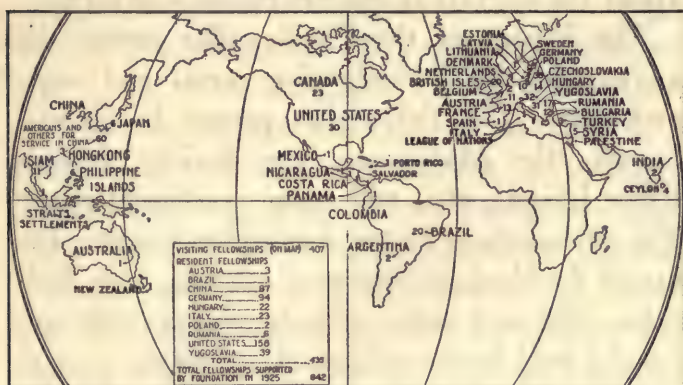 ESTONIA
LATVIA
LITHUANIA
DENMARK
NETHERLANDS
BRITISH ISLES
BELGIUM
AUSTRIA
FRANCE
SPAIN
ITALY
LEAGUE OF NATIONS
SWEDEN
GERMANY
POLAND
CZECHOSLOVAKIA
HUNGARY
YUGOSLAVIA
RUMANIA
BULGARIA
TURKEY
SYRIA
PALESTINE
CANADA
23
UNITED STATES
30
CHINA
JAPAN
AMERICANS AND
OTHERS FOR
SERVICE IN CHINA
HONGKONG
SIAM
PHILIPPINE
ISLANDS
STRAITS
SETTLEMENTS
AUSTRALIA
1
NEW ZEALAND
MEXICO
PORTO RICO
SALVADOR
NICARAGUA
COSTA RICA
PANAMA
COLOMBIA
20 BRAZIL
ARGENTINA
2
INDIA
2
CEYLON 4
VISITING FELLOWSHIPS (ON MAP) 407
RESIDENT FELLOWSHIPS
AUSTRIA 3
BRAZIL 1
CHINA 87
GERMANY 94
HUNGARY 22
ITALY 23
POLAND 2
RUMANIA 6
UNITED STATES 158
YUGOSLAVIA 39
TOTAL 435
TOTAL FELLOWSHIPS SUPPORTED
BY FOUNDATION IN 1925 842